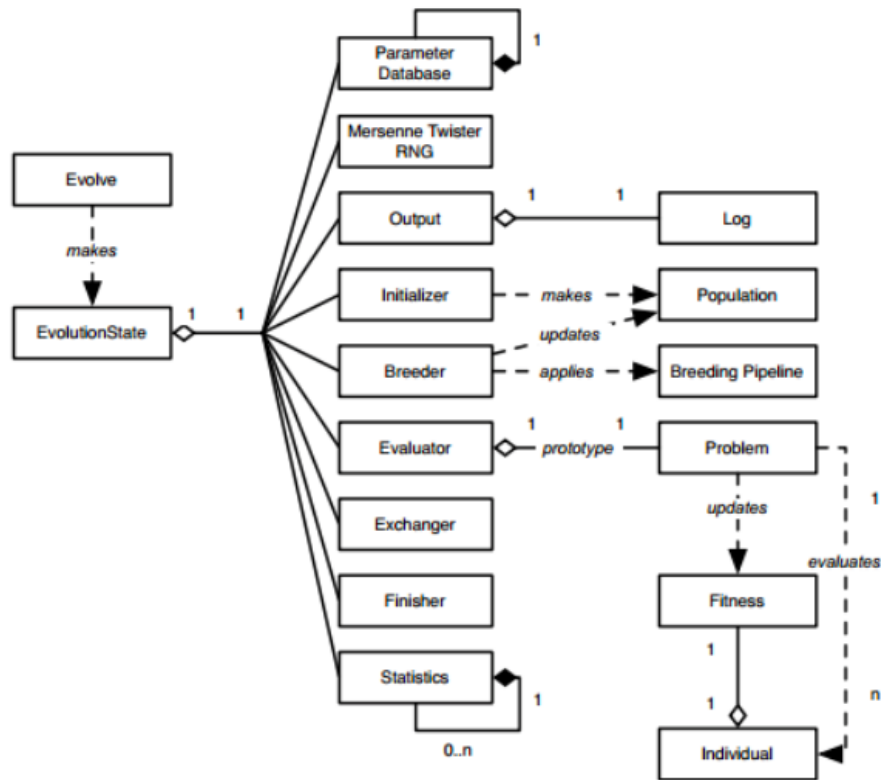 Parameter
Database
1
Mersenne Twister
RNG
Evolve
makes
Output
1
1
Log
EvolutionState
1
1
Initializer
makes
Population
updates
Breeder
applies
Breeding Pipeline
Evaluator
1
prototype
1
Problem
updates
1
evaluates
n
Exchanger
Finisher
Fitness
1
1
Statistics
1
0..n
Individual